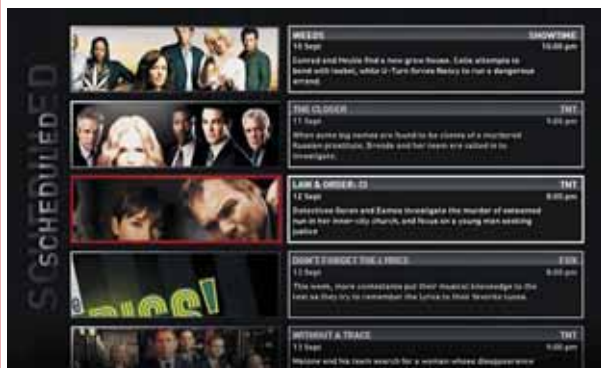 SCHEDULED
WEEDS SHOWTIME
10 Sept 10:00 pm
Conrad and Heylia find a new grow house. Celia attempts to
bond with Isabel, while U-Turn forces Nancy to run a dangerous
errand.
THE CLOSER TNT
11 Sept 9:00 pm
When some big names are found to be clients of a murdered
Russian prostitute, Brenda and her team are called in to
investigate.
LAW & ORDER: CI TNT
12 Sept 8:00 pm
Detectives Goren and Eames investigate the murder of esteemed
nun in her inner-city church, and focus on a young man seeking
justice
DON'T FORGET THE LYRICS FOX
13 Sept 8:00 pm
This week, more contestants put their musical knowledge to the
test as they try to remember the Lyrics to their favorite tunes.
RICS!
WITHOUT A TRACE TNT
13 Sept 9:00 pm
Malone and his team search for a woman whose disappearance